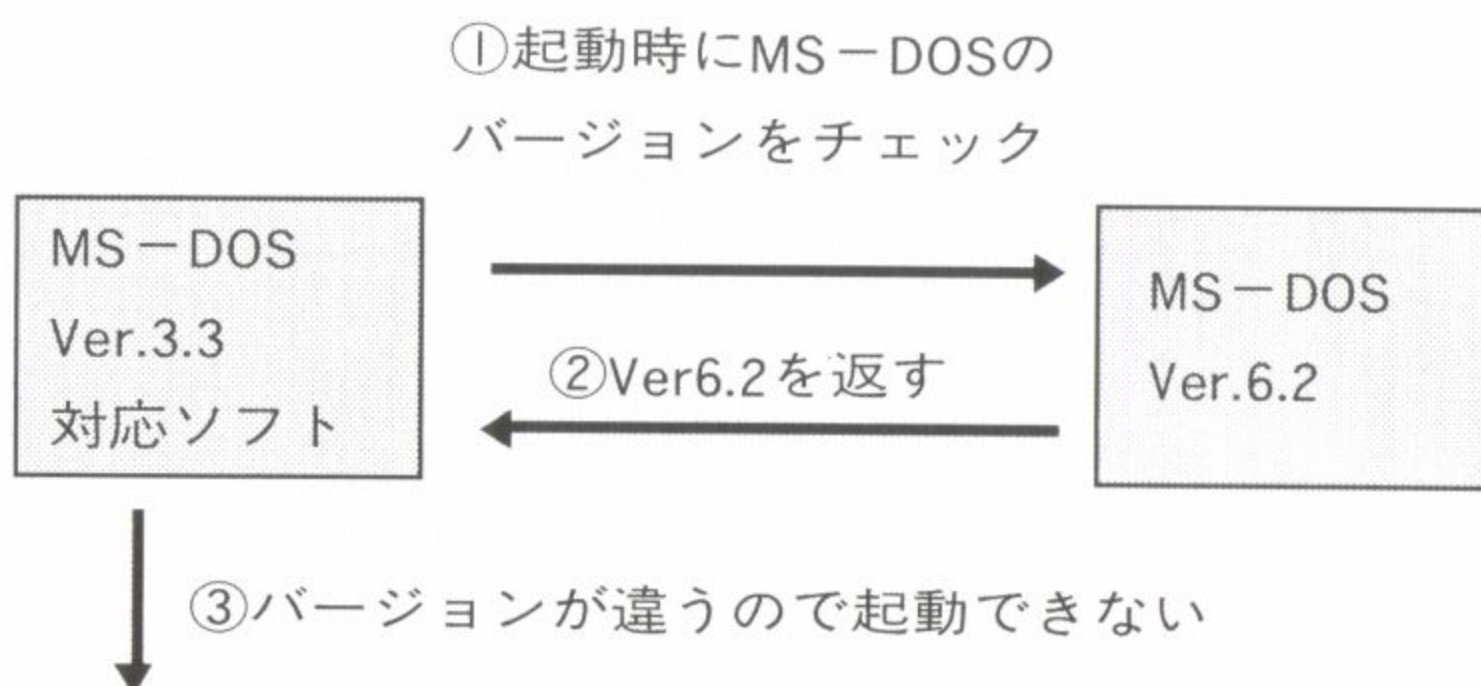 ①起動時にMS－DOSの
バージョンをチェック
MS－DOS
Ver.3.3
対応ソフト
②Ver6.2を返す
MS－DOS
Ver.6.2
③バージョンが違うので起動できない